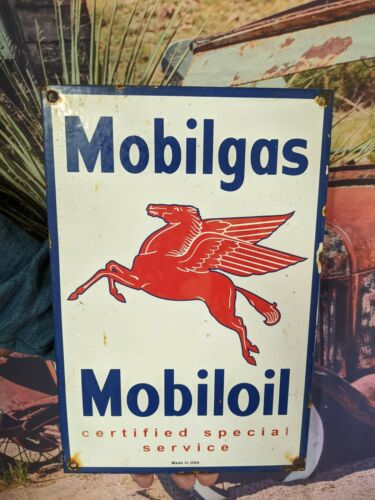 Mobilgas
Mobiloil
certified special
service
Made In USA